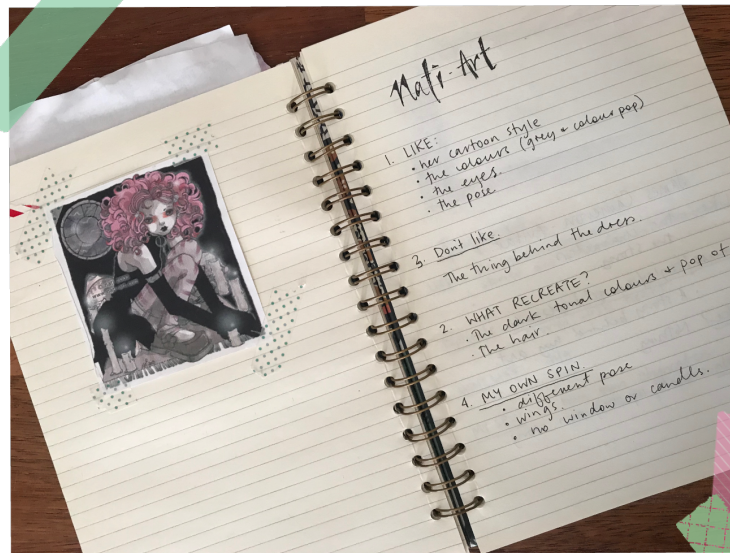 Nati-Art
1. LIKE:
• her cartoon style
• the colours (grey + colour pop)
• the eyes.
• the pose.
3. Don't like.
The thing behind the dress.
2. WHAT RECREATE?
• The dark tonal colours + pop of
• The hair.
4. MY OWN SPIN.
• different pose
• wings.
• no window or candles.